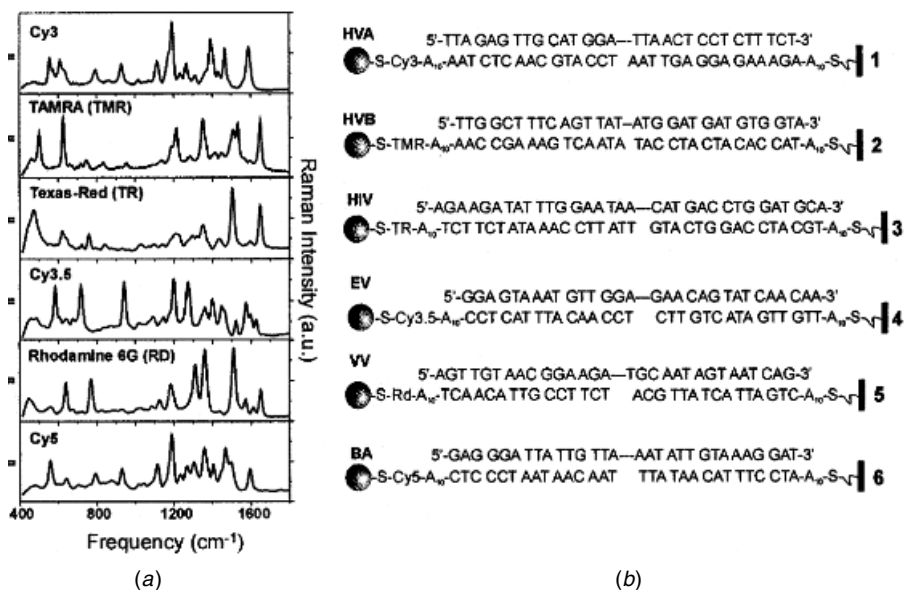 Cy3
TAMRA (TMR)
Texas-Red (TR)
Cy3.5
Rhodamine 6G (RD)
Cy5
400 800 1200 1600
Frequency (cm⁻¹)
Raman Intensity (a.u.)
(a)
HVA
5'-TTA GAG TTG CAT GGA—TTA ACT CCT CTT TCT-3'
S-Cy3-A₁₀-AAT CTC AAC GTA CCT AAT TGA GGA GAA AGA-A₁₀-S
1
HVB
5'-TTG GCT TTC AGT TAT–ATG GAT GAT GTG GTA-3'
S-TMR-A₁₀-AAC CGA AAG TCA ATA TAC CTA CTA CAC CAT-A₁₀-S
2
HIV
5'-AGA AGA TAT TTG GAA TAA—CAT GAC CTG GAT GCA-3'
S-TR-A₁₀-TCT TCT ATA AAC CTT ATT GTA CTG GAC CTA CGT-A₁₀-S
3
EV
5'-GGA GTA AAT GTT GGA—GAA CAG TAT CAA CAA-3'
S-Cy3.5-A₁₀-CCT CAT TTA CAA CCT CTT GTC ATA GTT GTT-A₁₀-S
4
VV
5'-AGT TGT AAC GGA AGA—TGC AAT AGT AAT CAG-3'
S-Rd-A₁₀-TCA ACA TTG CCT TCT ACG TTA TCA TTA GTC-A₁₀-S
5
BA
5'-GAG GGA TTA TTG TTA—AAT ATT GTA AAG GAT-3'
S-Cy5-A₁₀-CTC CCT AAT AAC AAT TTA TAA CAT TTC CTA-A₁₀-S
6
(b)